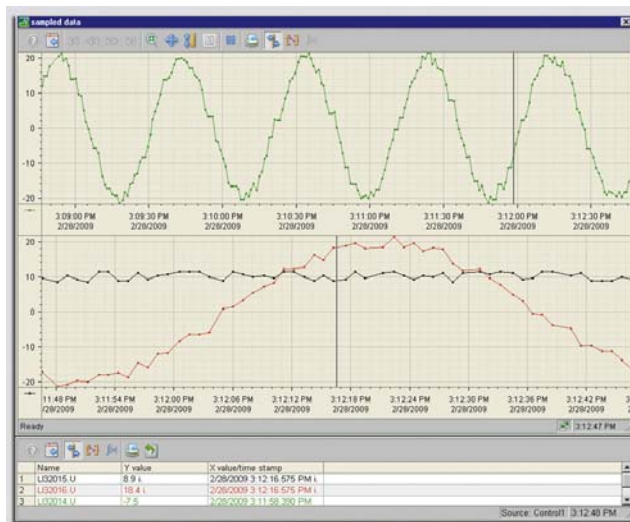 sampled data
20
10
0
-10
-20
3:09:00 PM 3:09:30 PM 3:10:00 PM 3:10:30 PM 3:11:00 PM 3:11:30 PM 3:12:00 PM 3:12:30 PM
2/28/2009 2/28/2009 2/28/2009 2/28/2009 2/28/2009 2/28/2009 2/28/2009 2/28/2009
20
10
0
-10
-20
11:48 PM 3:11:54 PM 3:12:00 PM 3:12:06 PM 3:12:12 PM 3:12:18 PM 3:12:24 PM 3:12:30 PM 3:12:36 PM 3:12:42 PM
/28/2009 2/28/2009 2/28/2009 2/28/2009 2/28/2009 2/28/2009 2/28/2009 2/28/2009 2/28/2009 2/28/2009
Ready 3:12:47 PM
Name Y value X value/time stamp
1 LI32015.U 8.9 i. 2/28/2009 3:12:16.575 PM i.
2 LI32016.U 18.4 i. 2/28/2009 3:12:16.575 PM i.
3 LI32014.U -7.5 2/28/2009 3:11:58.390 PM
Source: Control1 3:12:48 PM